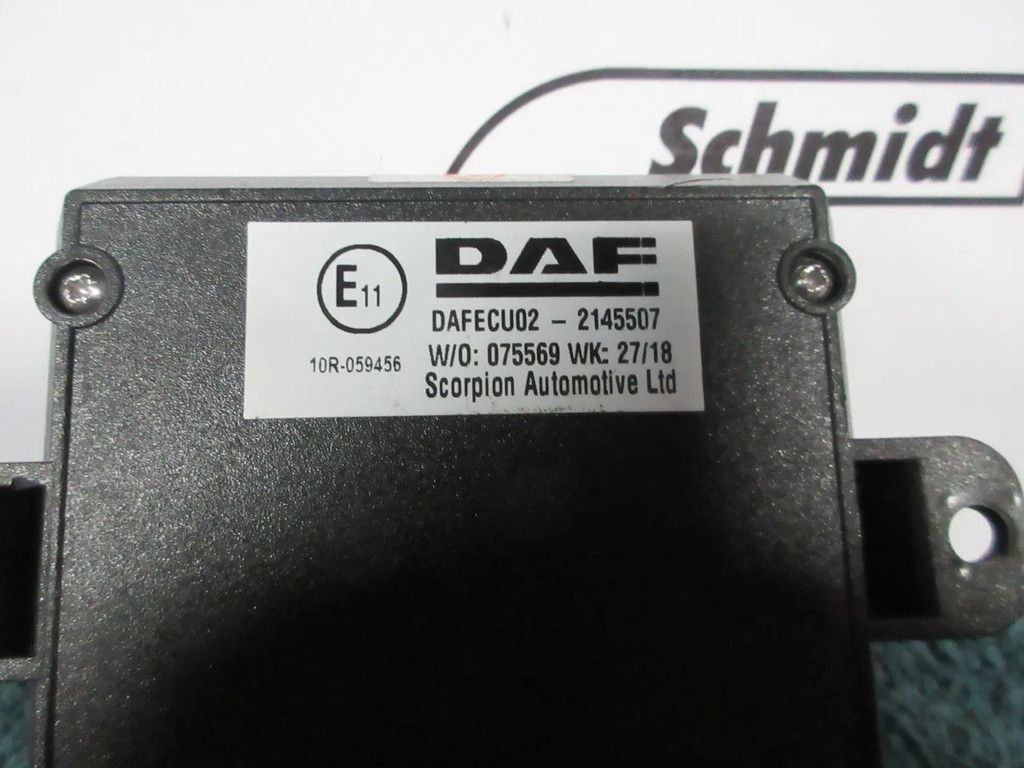 Schmidt
E11
DAF
DAFECU02 - 2145507
10R-059456
W/O: 075569 WK: 27/18
Scorpion Automotive Ltd